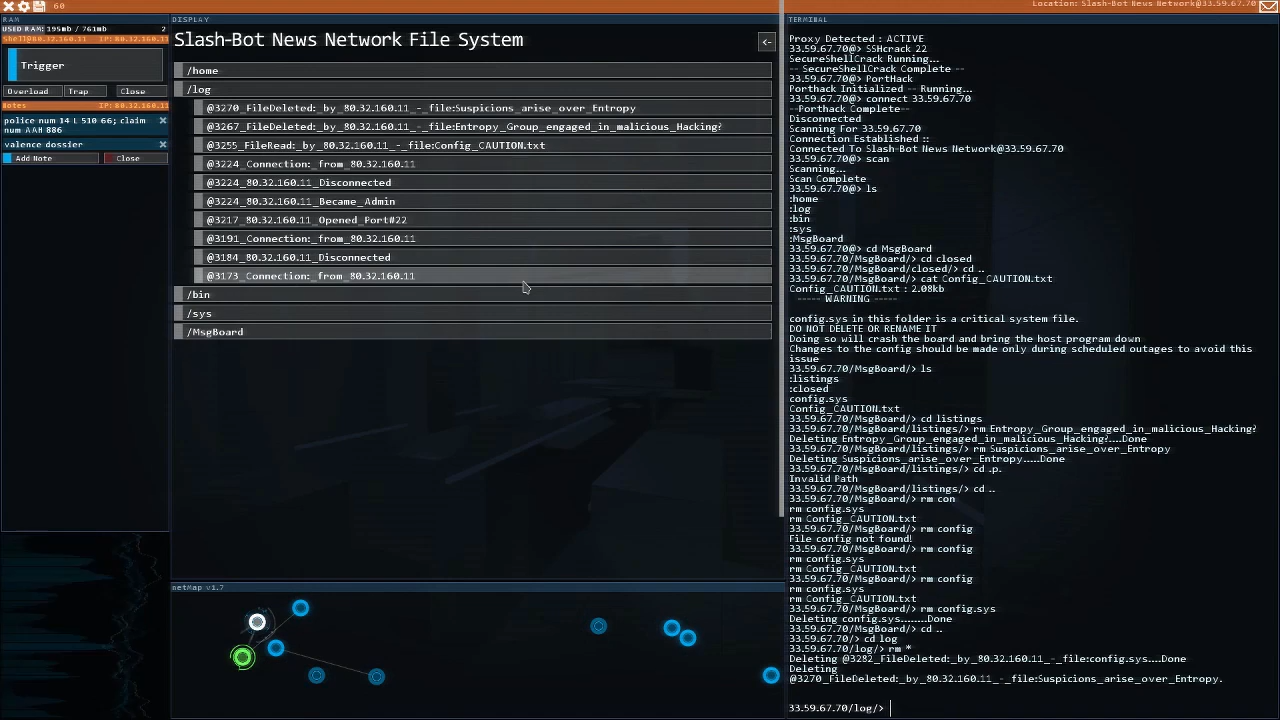 60
Location: Slash-Bot News Network@33.59.67.70
RAM
USED RAM: 195mb / 761mb 2
Shell@80.32.160.11 IP: 80.32.160.11
Trigger
Overload Trap Close
Notes IP: 80.32.160.11
police num 14 L 510 66; claim
num AAH 886
valence dossier
Add Note Close
DISPLAY
Slash-Bot News Network File System
<-
/home
/log
@3270_FileDeleted:_by_80.32.160.11_-_file:Suspicions_arise_over_Entropy
@3267_FileDeleted:_by_80.32.160.11_-_file:Entropy_Group_engaged_in_malicious_Hacking?
@3255_FileRead:_by_80.32.160.11_-_file:Config_CAUTION.txt
@3224_Connection:_from_80.32.160.11
@3224_80.32.160.11_Disconnected
@3224_80.32.160.11_Became_Admin
@3217_80.32.160.11_Opened_Port#22
@3191_Connection:_from_80.32.160.11
@3184_80.32.160.11_Disconnected
@3173_Connection:_from_80.32.160.11
/bin
/sys
/MsgBoard
netMap v1.7
TERMINAL
Proxy Detected : ACTIVE
33.59.67.70@> SSHcrack 22
SecureShellCrack Running...
-- SecureShellCrack Complete --
33.59.67.70@> PortHack
Porthack Initialized -- Running...
33.59.67.70@> connect 33.59.67.70
--Porthack Complete--
Disconnected
Scanning For 33.59.67.70
Connection Established ::
Connected To Slash-Bot News Network@33.59.67.70
33.59.67.70@> scan
Scanning...
Scan Complete
33.59.67.70@> ls
:home
:log
:bin
:sys
:MsgBoard
33.59.67.70@> cd MsgBoard
33.59.67.70/MsgBoard/> cd closed
33.59.67.70/MsgBoard/closed/> cd ..
33.59.67.70/MsgBoard/> cat Config_CAUTION.txt
Config_CAUTION.txt : 2.08kb
----- WARNING -----
config.sys in this folder is a critical system file.
DO NOT DELETE OR RENAME IT
Doing so will crash the board and bring the host program down
Changes to the config should be made only during scheduled outages to avoid this
issue
33.59.67.70/MsgBoard/> ls
:listings
:closed
config.sys
Config_CAUTION.txt
33.59.67.70/MsgBoard/> cd listings
33.59.67.70/MsgBoard/listings/> rm Entropy_Group_engaged_in_malicious_Hacking?
Deleting Entropy_Group_engaged_in_malicious_Hacking?....Done
33.59.67.70/MsgBoard/listings/> rm Suspicions_arise_over_Entropy
Deleting Suspicions_arise_over_Entropy.....Done
33.59.67.70/MsgBoard/listings/> cd .p.
Invalid Path
33.59.67.70/MsgBoard/listings/> cd ..
33.59.67.70/MsgBoard/> rm con
rm config.sys
rm Config_CAUTION.txt
33.59.67.70/MsgBoard/> rm config
File config not found!
33.59.67.70/MsgBoard/> rm config
rm config.sys
rm Config_CAUTION.txt
33.59.67.70/MsgBoard/> rm config
rm config.sys
rm Config_CAUTION.txt
33.59.67.70/MsgBoard/> rm config.sys
Deleting config.sys........Done
33.59.67.70/MsgBoard/> cd ..
33.59.67.70/> cd log
33.59.67.70/log/> rm *
Deleting @3282_FileDeleted:_by_80.32.160.11_-_file:config.sys....Done
Deleting
@3270_FileDeleted:_by_80.32.160.11_-_file:Suspicions_arise_over_Entropy.
33.59.67.70/log/>